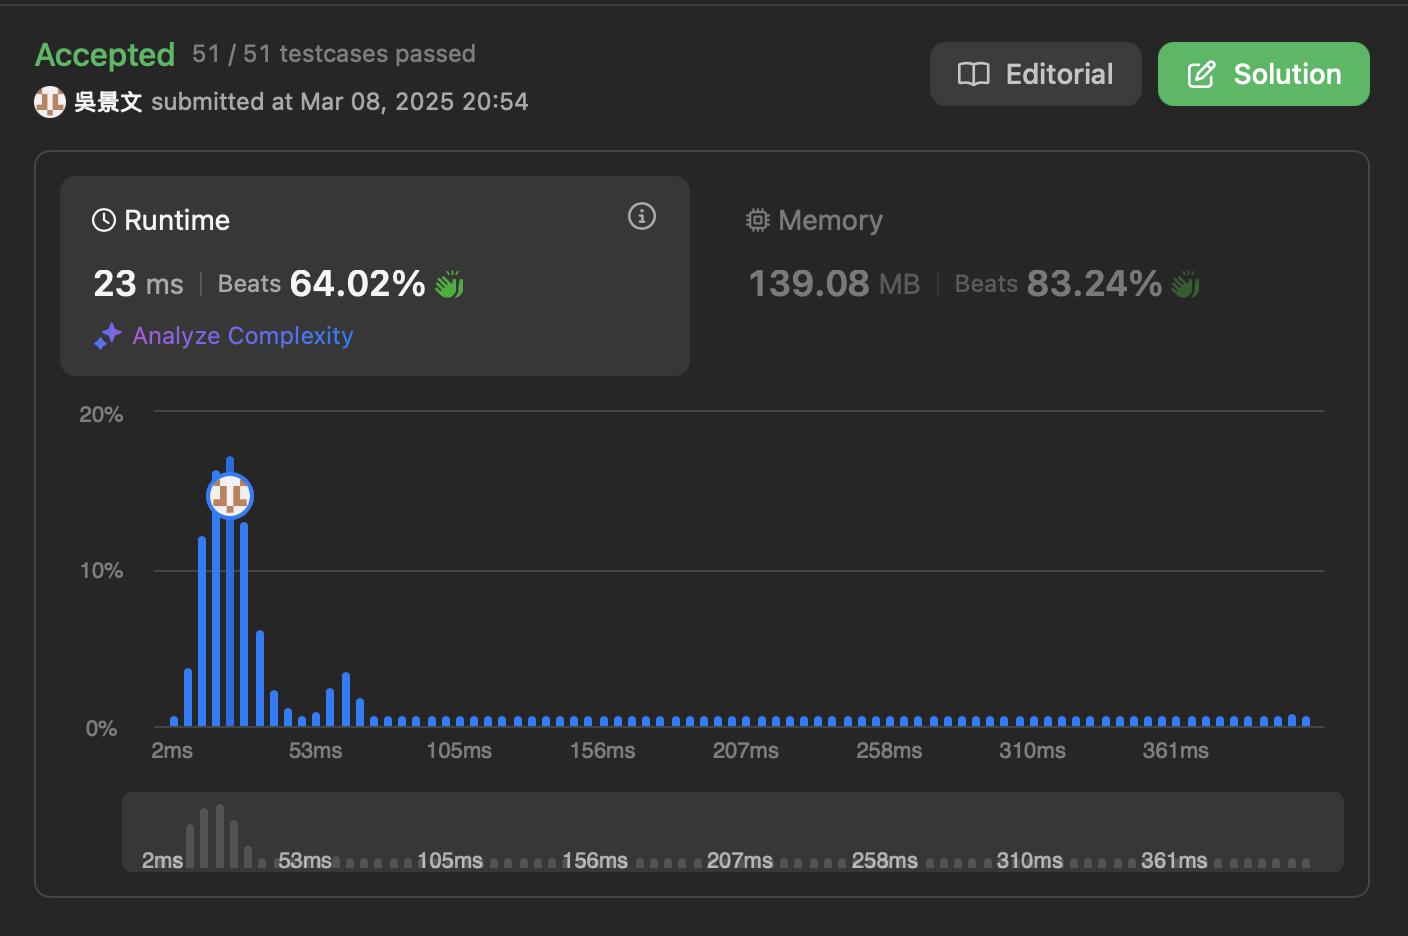 Accepted 51 / 51 testcases passed
吳景文 submitted at Mar 08, 2025 20:54
Editorial
Solution
Runtime
23 ms | Beats 64.02%
Analyze Complexity
Memory
139.08 MB | Beats 83.24%
20%
10%
0%
2ms 53ms 105ms 156ms 207ms 258ms 310ms 361ms
2ms 53ms 105ms 156ms 207ms 258ms 310ms 361ms